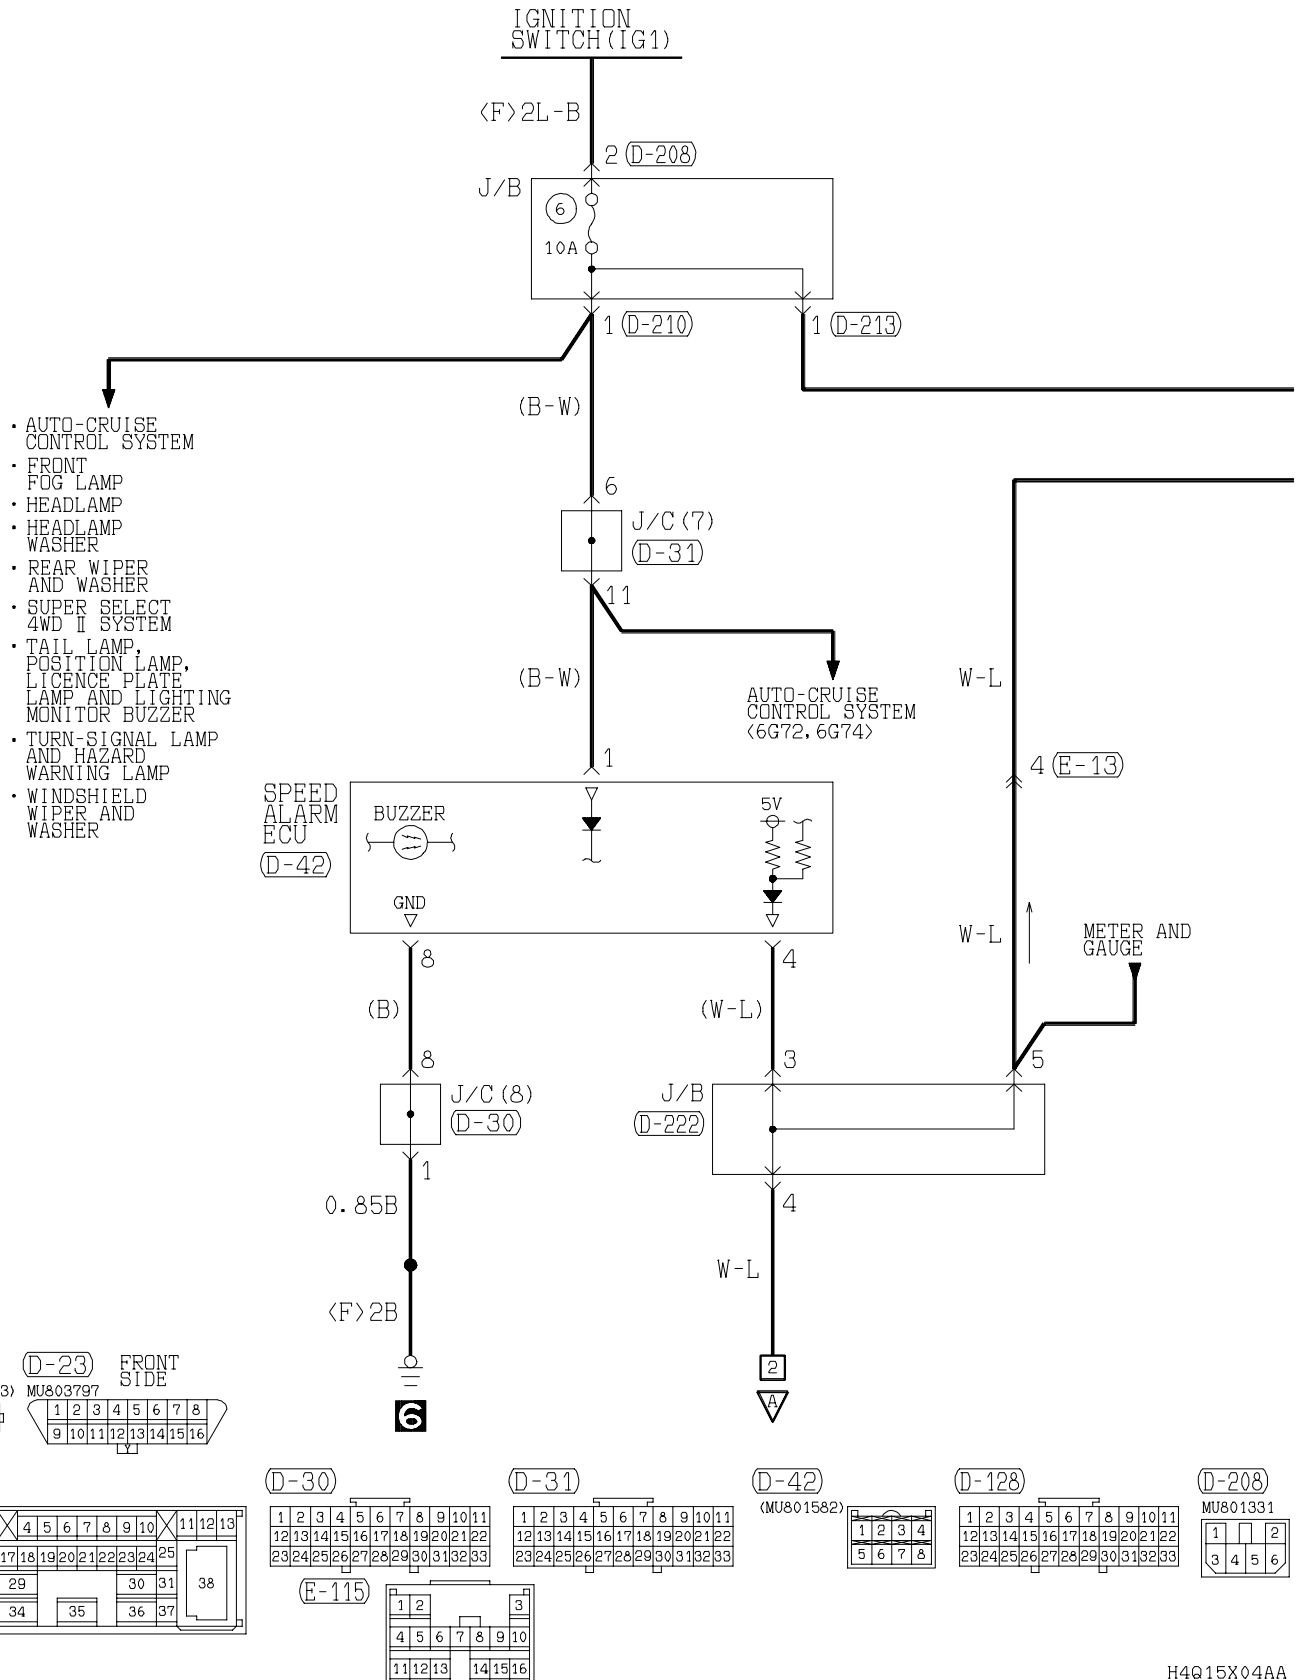 IGNITION
SWITCH(IG1)
<F>2L-B
2 (D-208)
J/B
6
10A
1 (D-210)
1 (D-213)
(B-W)
· AUTO-CRUISE
CONTROL SYSTEM
· FRONT
FOG LAMP
· HEADLAMP
· HEADLAMP
WASHER
· REAR WIPER
AND WASHER
· SUPER SELECT
4WD Ⅱ SYSTEM
· TAIL LAMP,
POSITION LAMP,
LICENCE PLATE
LAMP AND LIGHTING
MONITOR BUZZER
· TURN-SIGNAL LAMP
AND HAZARD
WARNING LAMP
· WINDSHIELD
WIPER AND
WASHER
6
J/C(7)
(D-31)
11
(B-W)
AUTO-CRUISE
CONTROL SYSTEM
<6G72,6G74>
W-L
4 (E-13)
1
SPEED
ALARM
ECU
(D-42)
BUZZER
5V
GND
W-L
METER AND
GAUGE
8
4
(B)
(W-L)
8
3
5
J/C(8)
(D-30)
J/B
(D-222)
1
4
0.85B
W-L
<F>2B
2
A
6
(D-23) FRONT
SIDE
3) MU803797
1 2 3 4 5 6 7 8
9 10 11 12 13 14 15 16
4 5 6 7 8 9 10 11 12 13
17 18 19 20 21 22 23 24 25
29 30 31 38
34 35 36 37
(D-30)
1 2 3 4 5 6 7 8 9 10 11
12 13 14 15 16 17 18 19 20 21 22
23 24 25 26 27 28 29 30 31 32 33
(D-31)
1 2 3 4 5 6 7 8 9 10 11
12 13 14 15 16 17 18 19 20 21 22
23 24 25 26 27 28 29 30 31 32 33
(D-42)
(MU801582)
1 2 3 4
5 6 7 8
(D-128)
1 2 3 4 5 6 7 8 9 10 11
12 13 14 15 16 17 18 19 20 21 22
23 24 25 26 27 28 29 30 31 32 33
(D-208)
MU801331
1 2
3 4 5 6
(E-115)
1 2 3
4 5 6 7 8 9 10
11 12 13 14 15 16
H4Q15X04AA